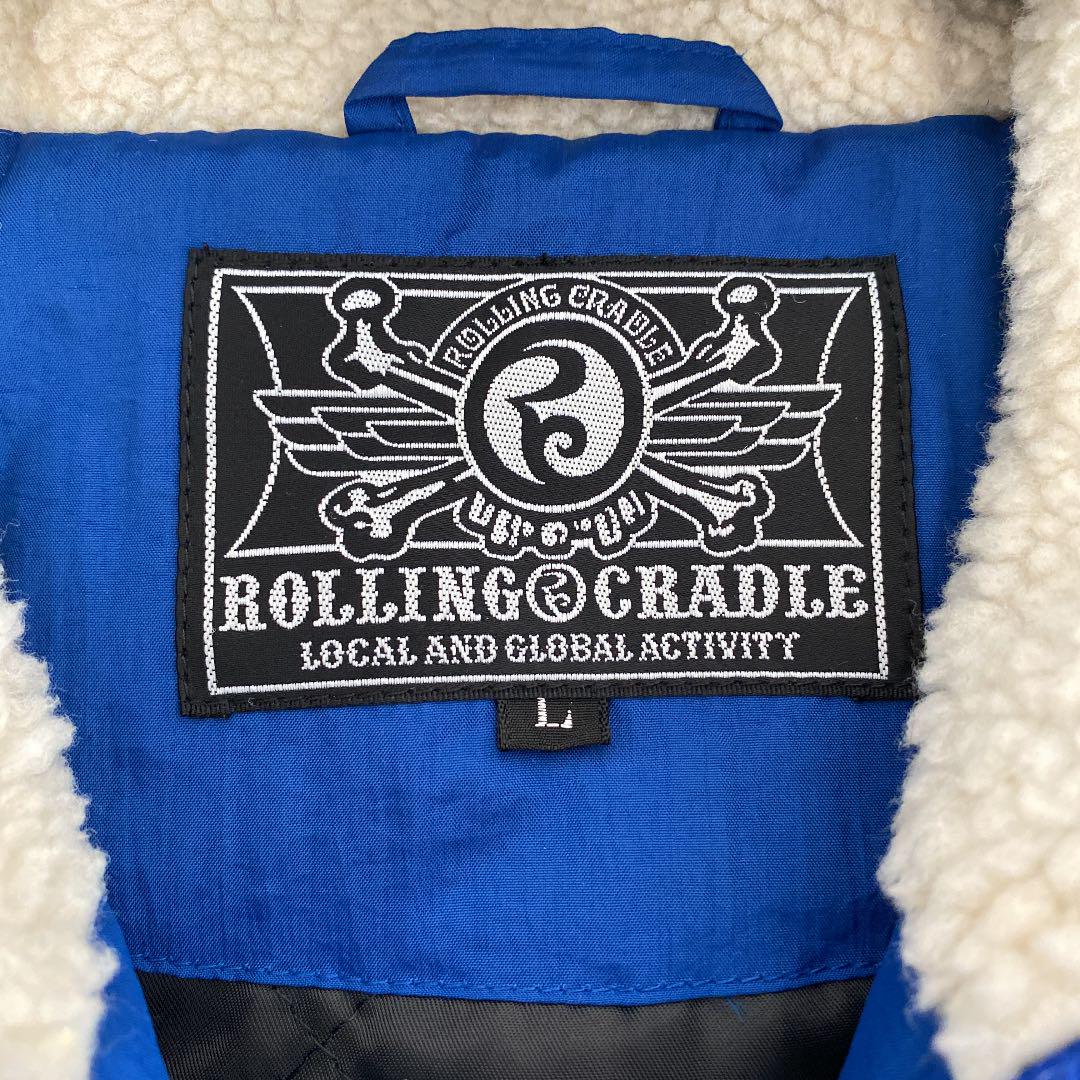 ROLLING CRADLE
ROLLING CRADLE
LOCAL AND GLOBAL ACTIVITY
L